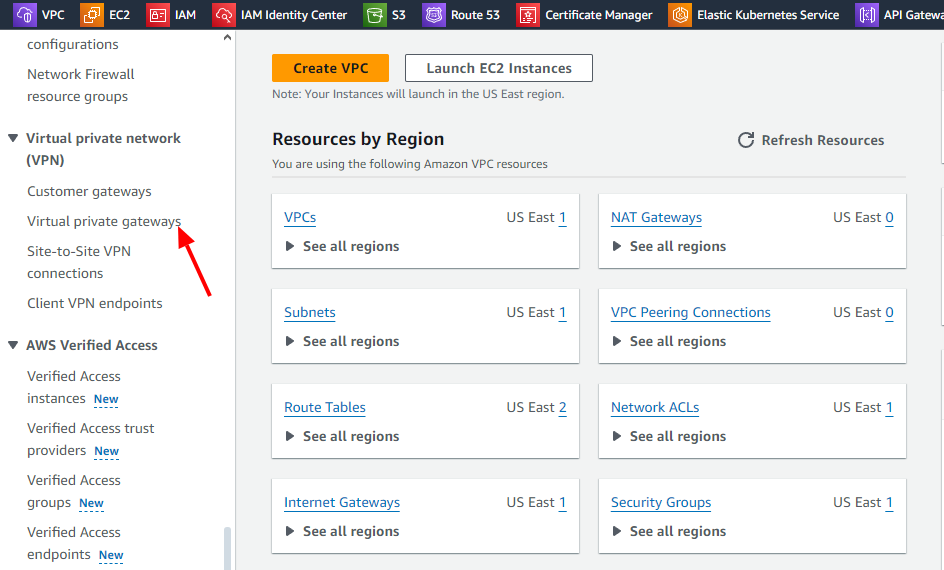 VPC EC2 IAM IAM Identity Center S3 Route 53 Certificate Manager Elastic Kubernetes Service API Gatewa
configurations
Network Firewall
resource groups
Virtual private network
(VPN)
Customer gateways
Virtual private gateways
Site-to-Site VPN
connections
Client VPN endpoints
AWS Verified Access
Verified Access
instances New
Verified Access trust
providers New
Verified Access
groups New
Verified Access
endpoints New
Create VPC Launch EC2 Instances
Note: Your Instances will launch in the US East region.
Resources by Region Refresh Resources
You are using the following Amazon VPC resources
VPCs US East 1
See all regions
NAT Gateways US East 0
See all regions
Subnets US East 1
See all regions
VPC Peering Connections US East 0
See all regions
Route Tables US East 2
See all regions
Network ACLs US East 1
See all regions
Internet Gateways US East 1
See all regions
Security Groups US East 1
See all regions